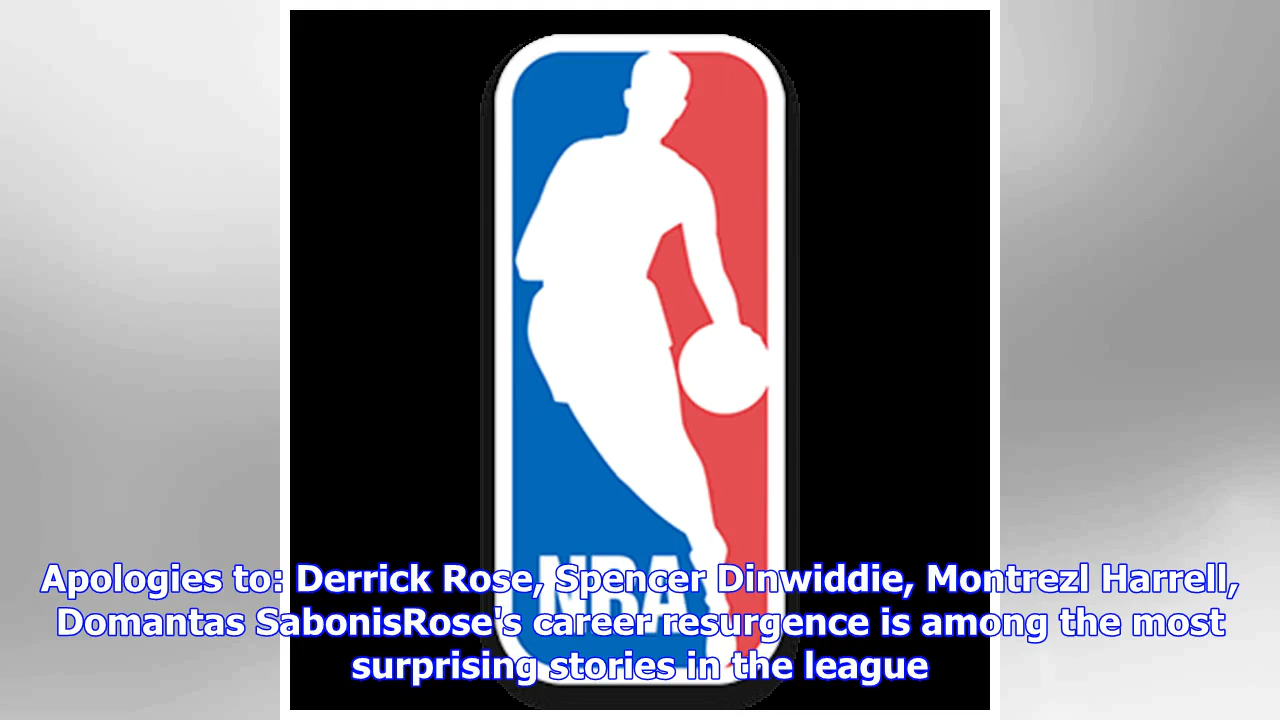 NBA
Apologies to: Derrick Rose, Spencer Dinwiddie, Montrezl Harrell,
Domantas SabonisRose's career resurgence is among the most
surprising stories in the league